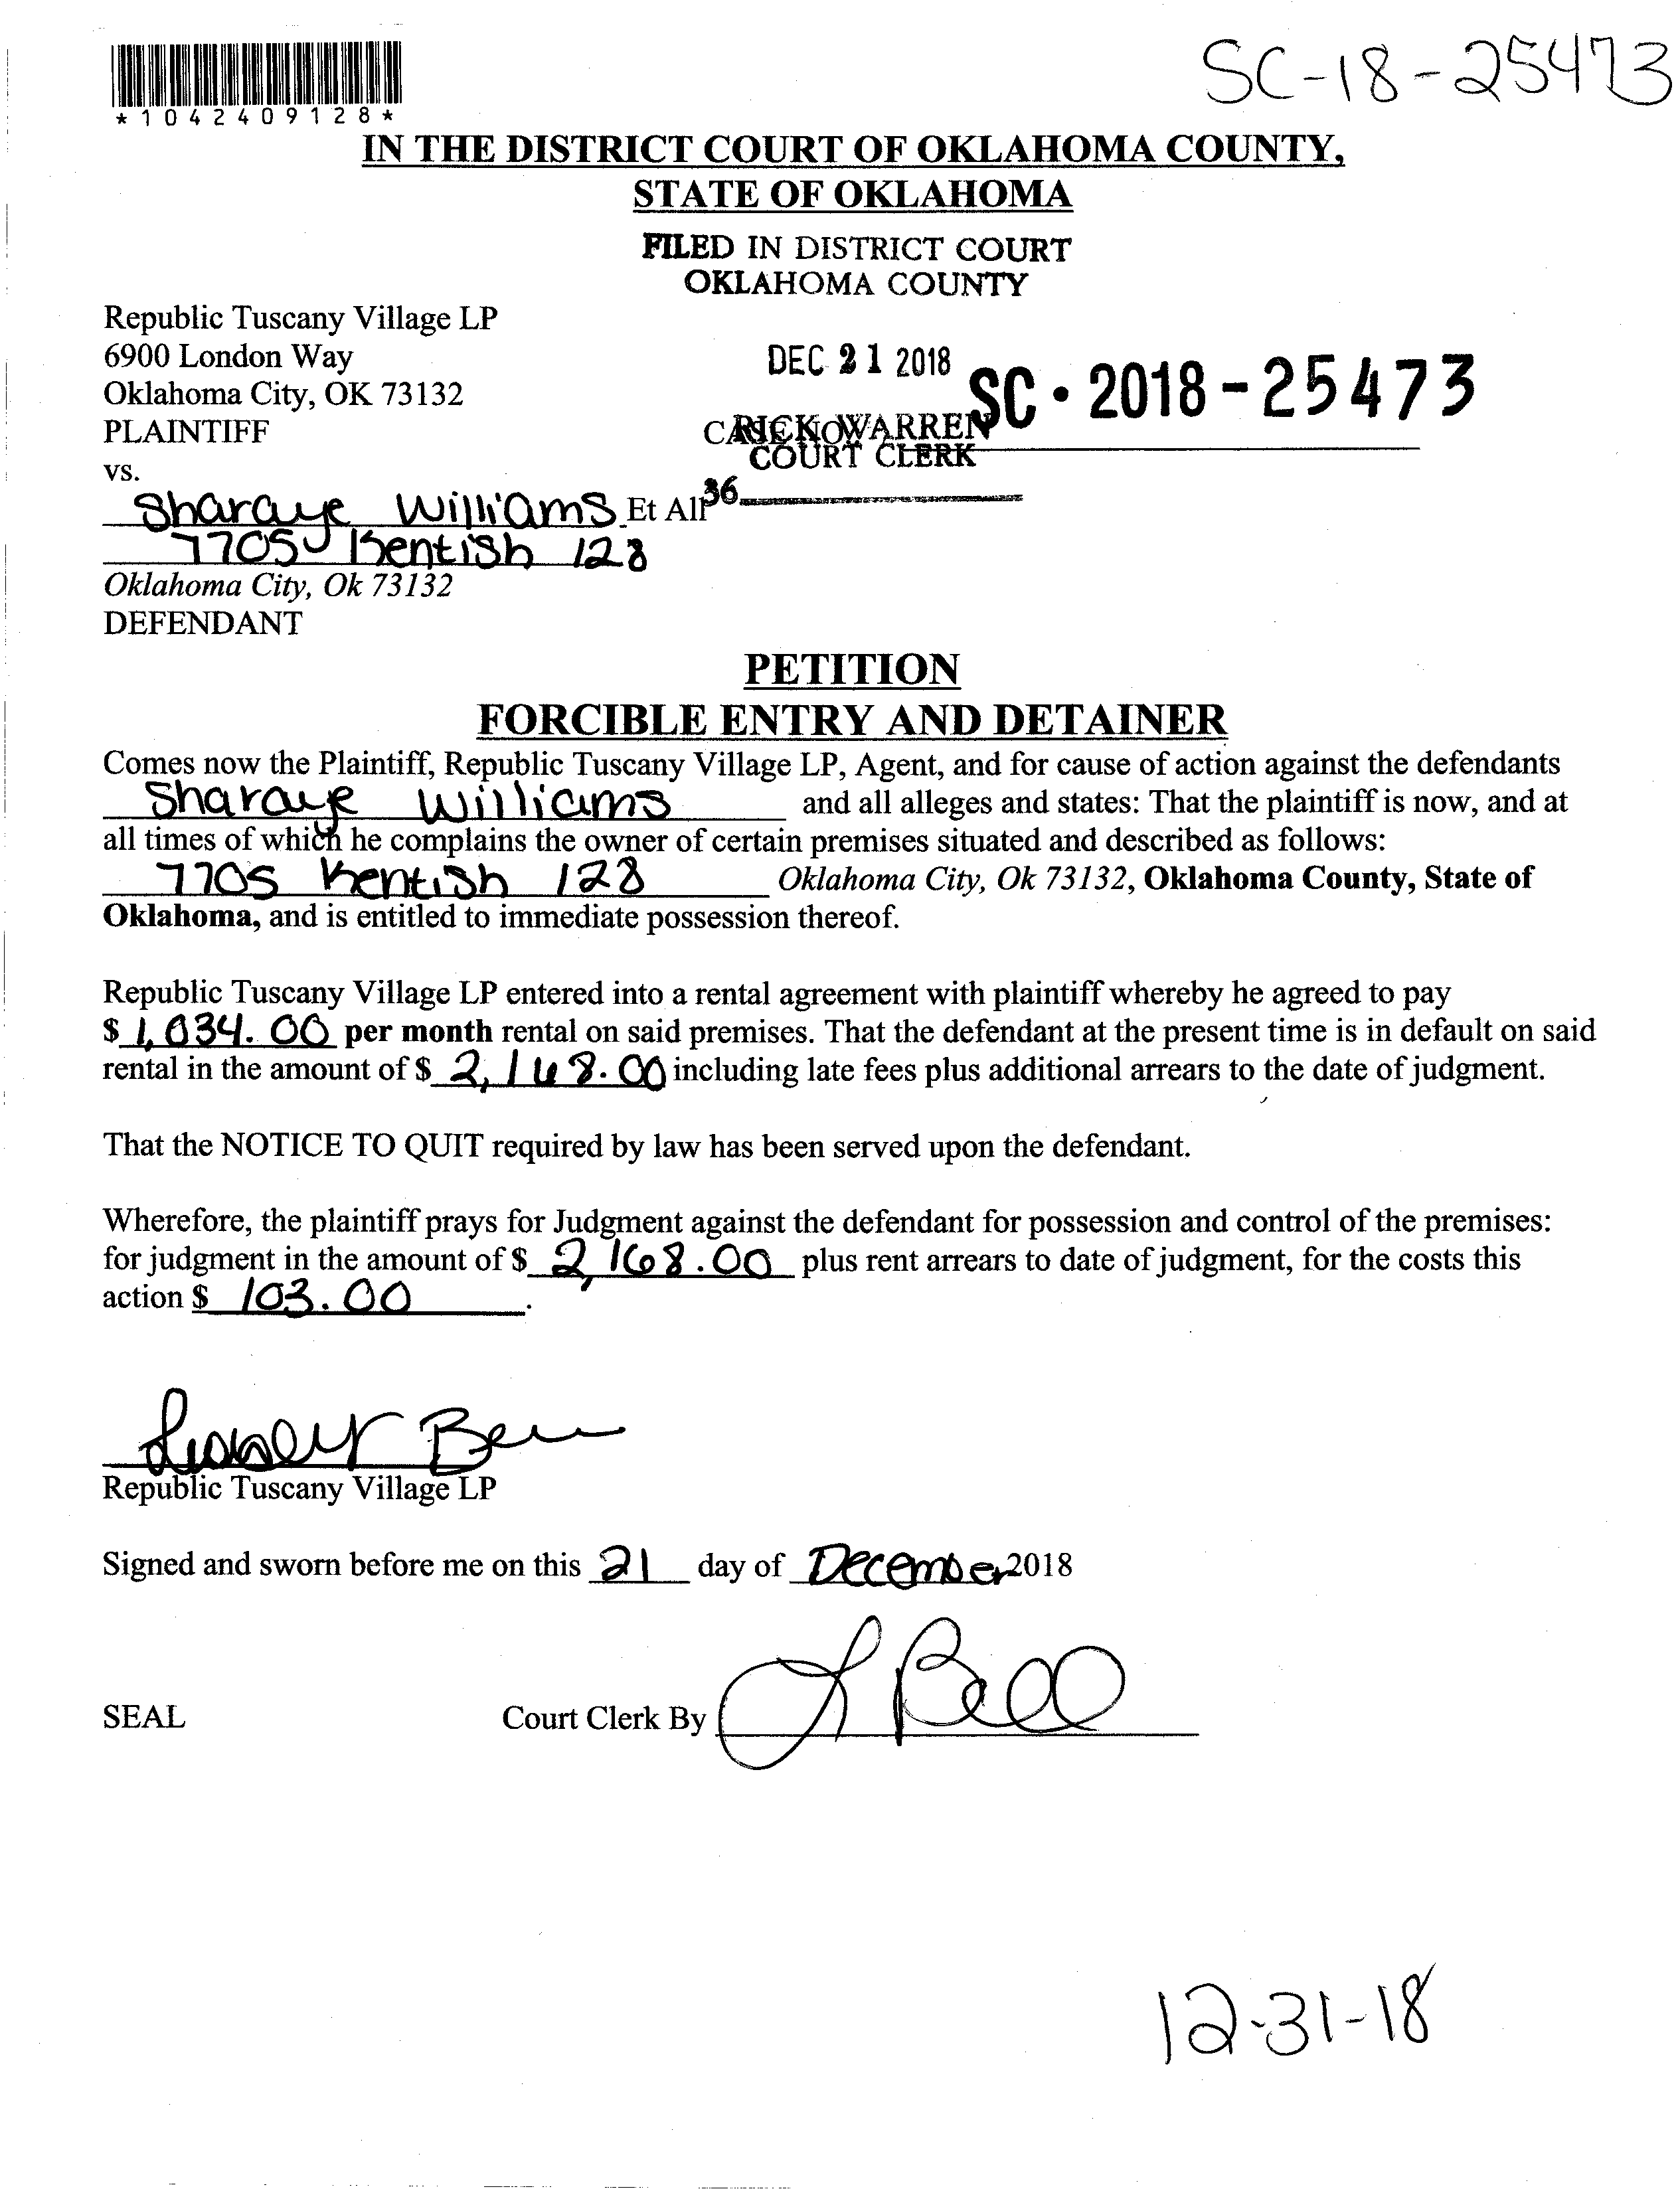 SC-18-25473
*1042409128*
IN THE DISTRICT COURT OF OKLAHOMA COUNTY,
STATE OF OKLAHOMA
FILED IN DISTRICT COURT
OKLAHOMA COUNTY
Republic Tuscany Village LP
6900 London Way
Oklahoma City, OK 73132
PLAINTIFF
DEC 21 2018
SC • 2018-25473
CASE NO
RICK WARREN
COURT CLERK
vs.
36
Sharaye Williams Et All
7705 Kentish 128
Oklahoma City, Ok 73132
DEFENDANT
PETITION
FORCIBLE ENTRY AND DETAINER
Comes now the Plaintiff, Republic Tuscany Village LP, Agent, and for cause of action against the defendants
Sharaye Williams and all alleges and states: That the plaintiff is now, and at
all times of which he complains the owner of certain premises situated and described as follows:
7705 Kentish 128 Oklahoma City, Ok 73132, Oklahoma County, State of
Oklahoma, and is entitled to immediate possession thereof.
Republic Tuscany Village LP entered into a rental agreement with plaintiff whereby he agreed to pay
$ 1,034.00 per month rental on said premises. That the defendant at the present time is in default on said
rental in the amount of $ 2,168.00 including late fees plus additional arrears to the date of judgment.
That the NOTICE TO QUIT required by law has been served upon the defendant.
Wherefore, the plaintiff prays for Judgment against the defendant for possession and control of the premises:
for judgment in the amount of $ 2,168.00 plus rent arrears to date of judgment, for the costs this
action $ 103.00.
Republic Tuscany Village LP
Signed and sworn before me on this 21 day of December 2018
SEAL Court Clerk By L Bell
12-31-18